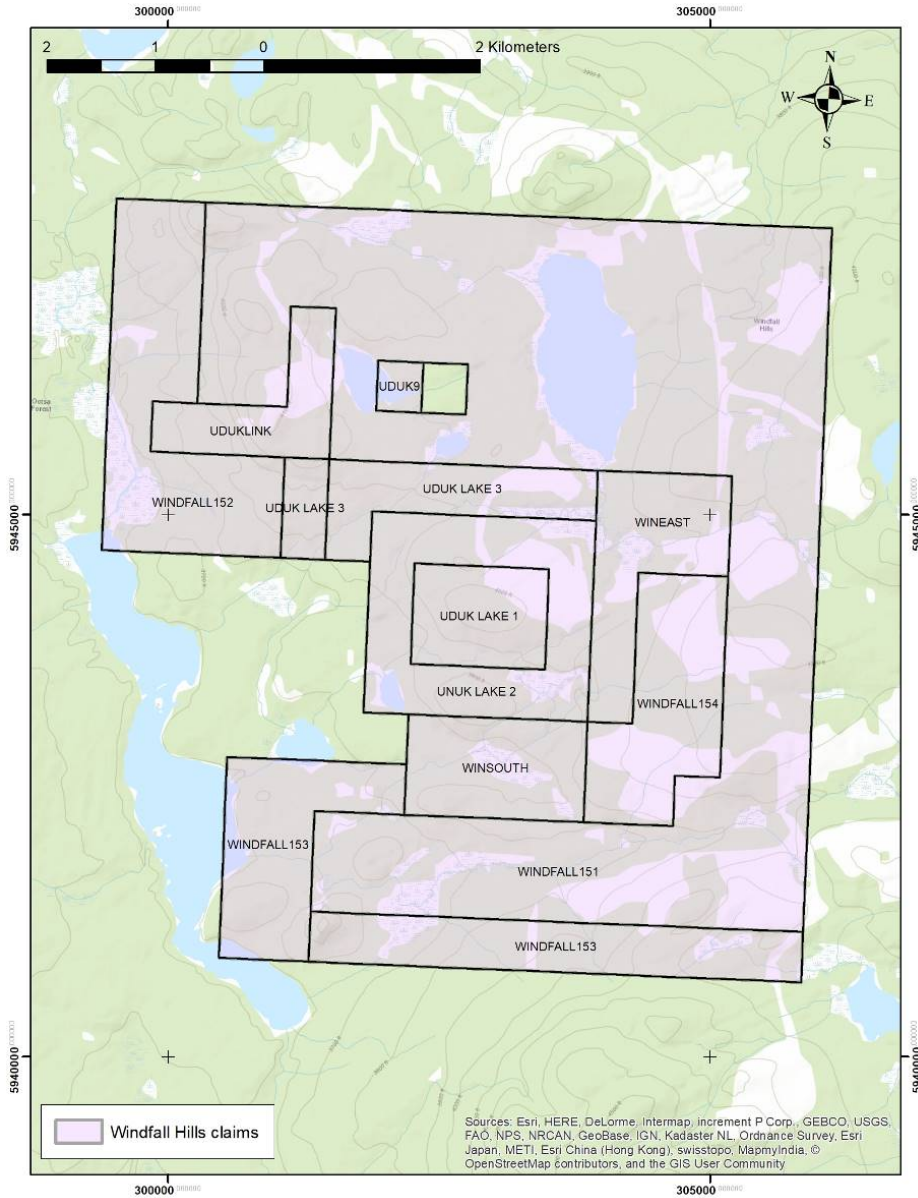 300000
305000
2 1 0 2 Kilometers
N
W E
S
Windfall
Hills
UDUK9
Forest
UDUKLINK
UDUK LAKE 3
WINDFALL152
UDUK LAKE 3
5945000
5945000
WINEAST
UDUK LAKE 1
UNUK LAKE 2
WINDFALL154
WINSOUTH
WINDFALL153
WINDFALL151
WINDFALL153
5940000
5940000
Windfall Hills claims
Sources: Esri, HERE, DeLorme, Intermap, increment P Corp., GEBCO, USGS,
FAO, NPS, NRCAN, GeoBase, IGN, Kadaster NL, Ordnance Survey, Esri
Japan, METI, Esri China (Hong Kong), swisstopo, MapmyIndia, ©
OpenStreetMap contributors, and the GIS User Community
300000
305000